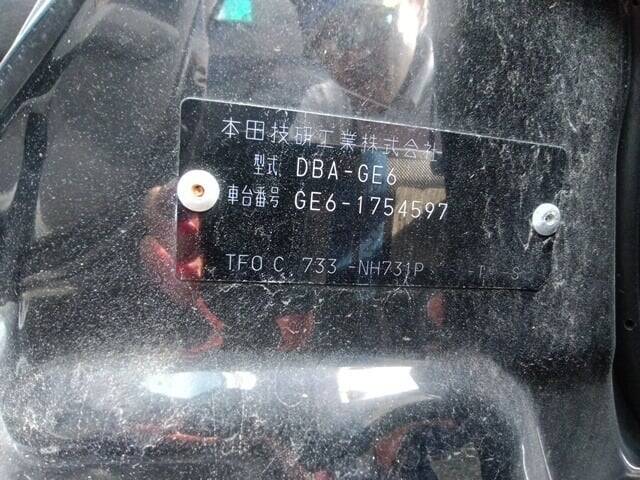 本田技研工業株式会社
型式 DBA-GE6
車台番号 GE6-1754597
TFO C 733 -NH731P -T S